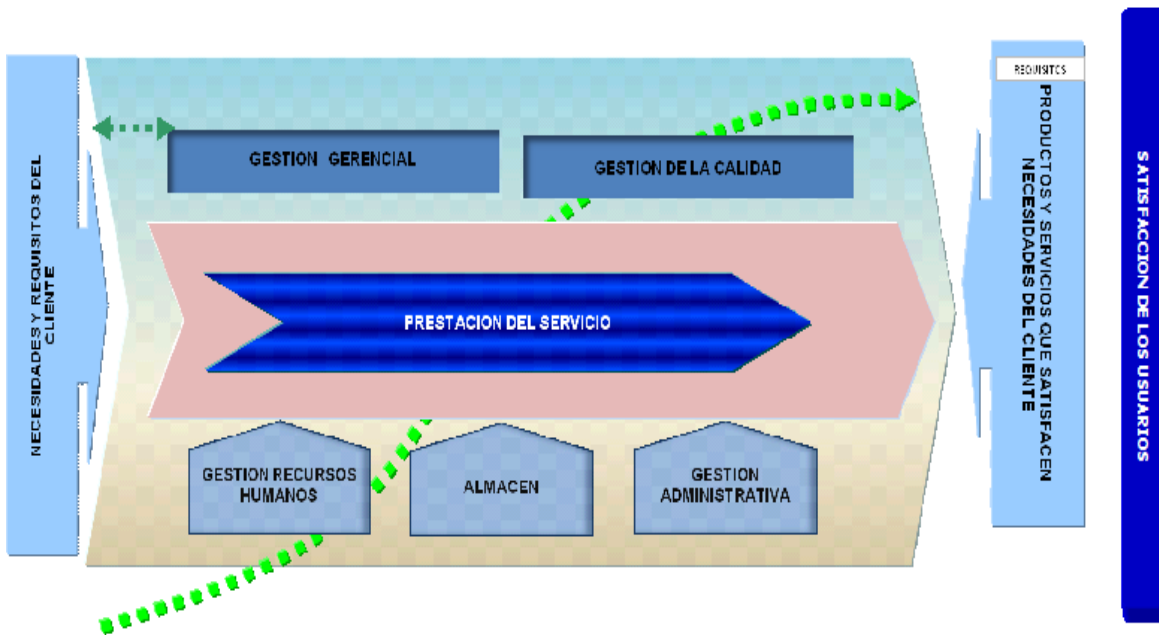 NECESIDADES Y REQUISITOS DEL
CLIENTE
GESTION GERENCIAL
GESTION DE LA CALIDAD
PRESTACION DEL SERVICIO
GESTION RECURSOS
HUMANOS
ALMACEN
GESTION
ADMINISTRATIVA
REQUISITOS
PRODUCTOS Y SERVICIOS QUE SATISFACEN
NECESIDADES DEL CLIENTE
SATISFACCION DE LOS USUARIOS